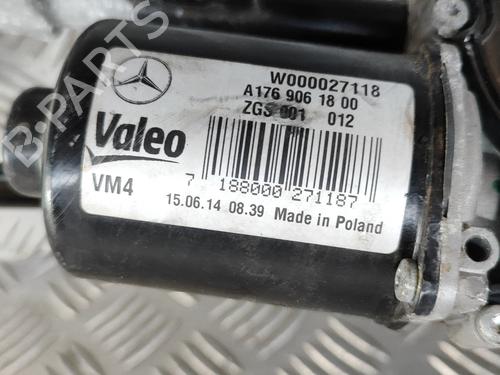 W000027118
A176 906 18 00
ZGS 001 012
Valeo
7 188000 271187
VM4
15.06.14 08.39 Made in Poland